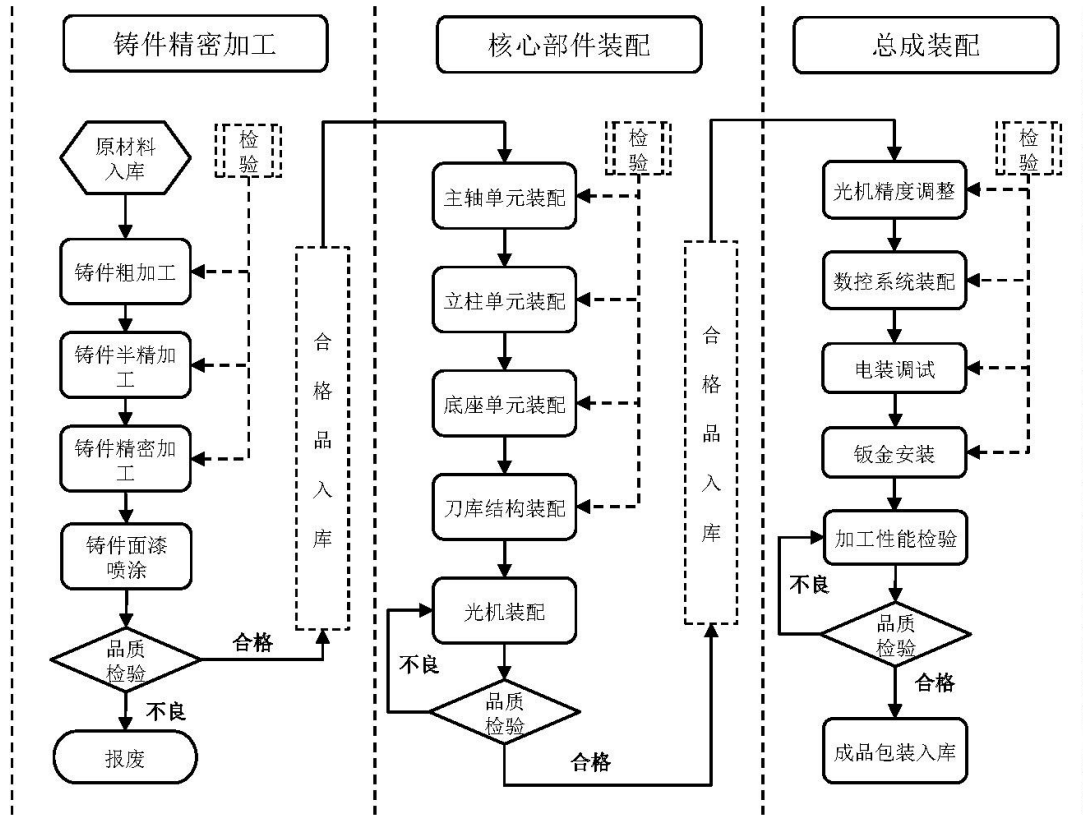 铸件精密加工
原材料
入库
检
验
铸件粗加工
铸件半精加
工
铸件精密加
工
铸件面漆
喷涂
品质
检验
合格
不良
报废
合
格
品
入
库
核心部件装配
检
验
主轴单元装配
立柱单元装配
底座单元装配
刀库结构装配
光机装配
不良
品质
检验
合格
合
格
品
入
库
总成装配
检
验
光机精度调整
数控系统装配
电装调试
钣金安装
加工性能检验
不良
品质
检验
合格
成品包装入库